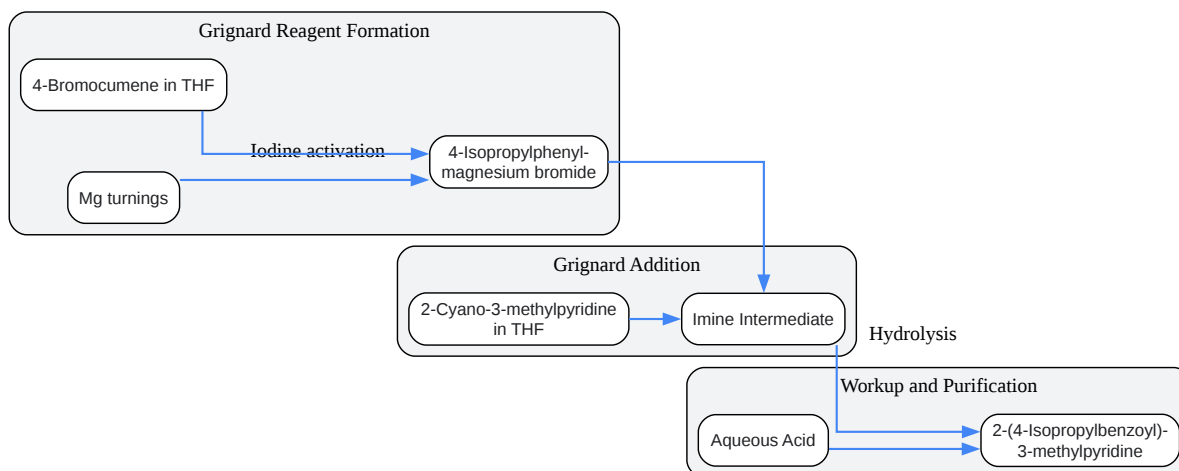 Grignard Reagent Formation
4-Bromocumene in THF
Iodine activation
4-Isopropylphenyl-
magnesium bromide
Mg turnings
Grignard Addition
2-Cyano-3-methylpyridine
in THF
Imine Intermediate
Hydrolysis
Workup and Purification
Aqueous Acid
2-(4-Isopropylbenzoyl)-
3-methylpyridine